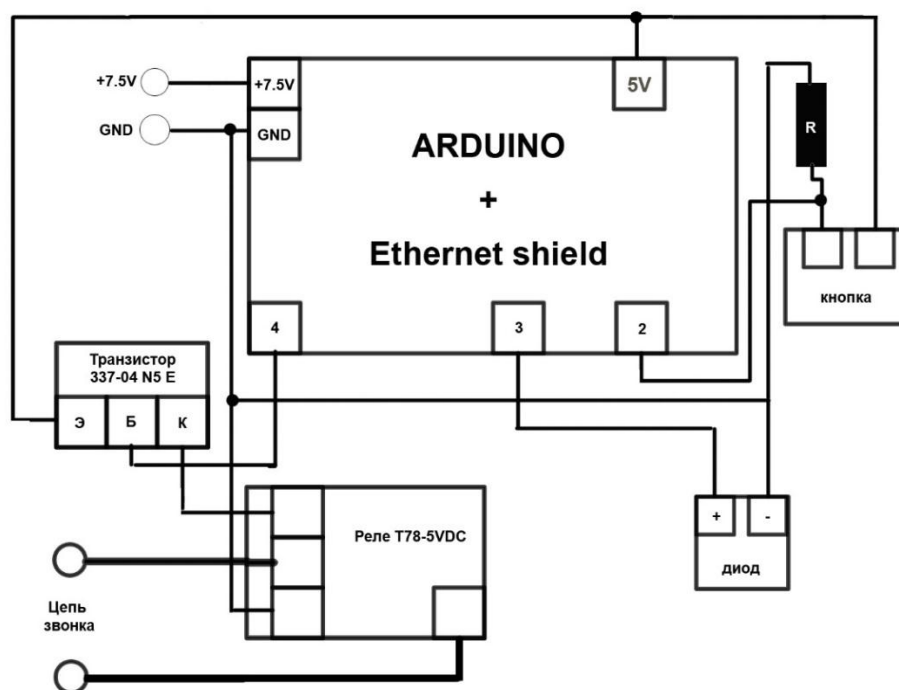 +7.5V
+7.5V
5V
GND
GND
ARDUINO
+
Ethernet shield
R
кнопка
4
3
2
Транзистор
337-04 N5 E
Э
Б
К
Реле T78-5VDC
+
-
диод
Цепь
звонка